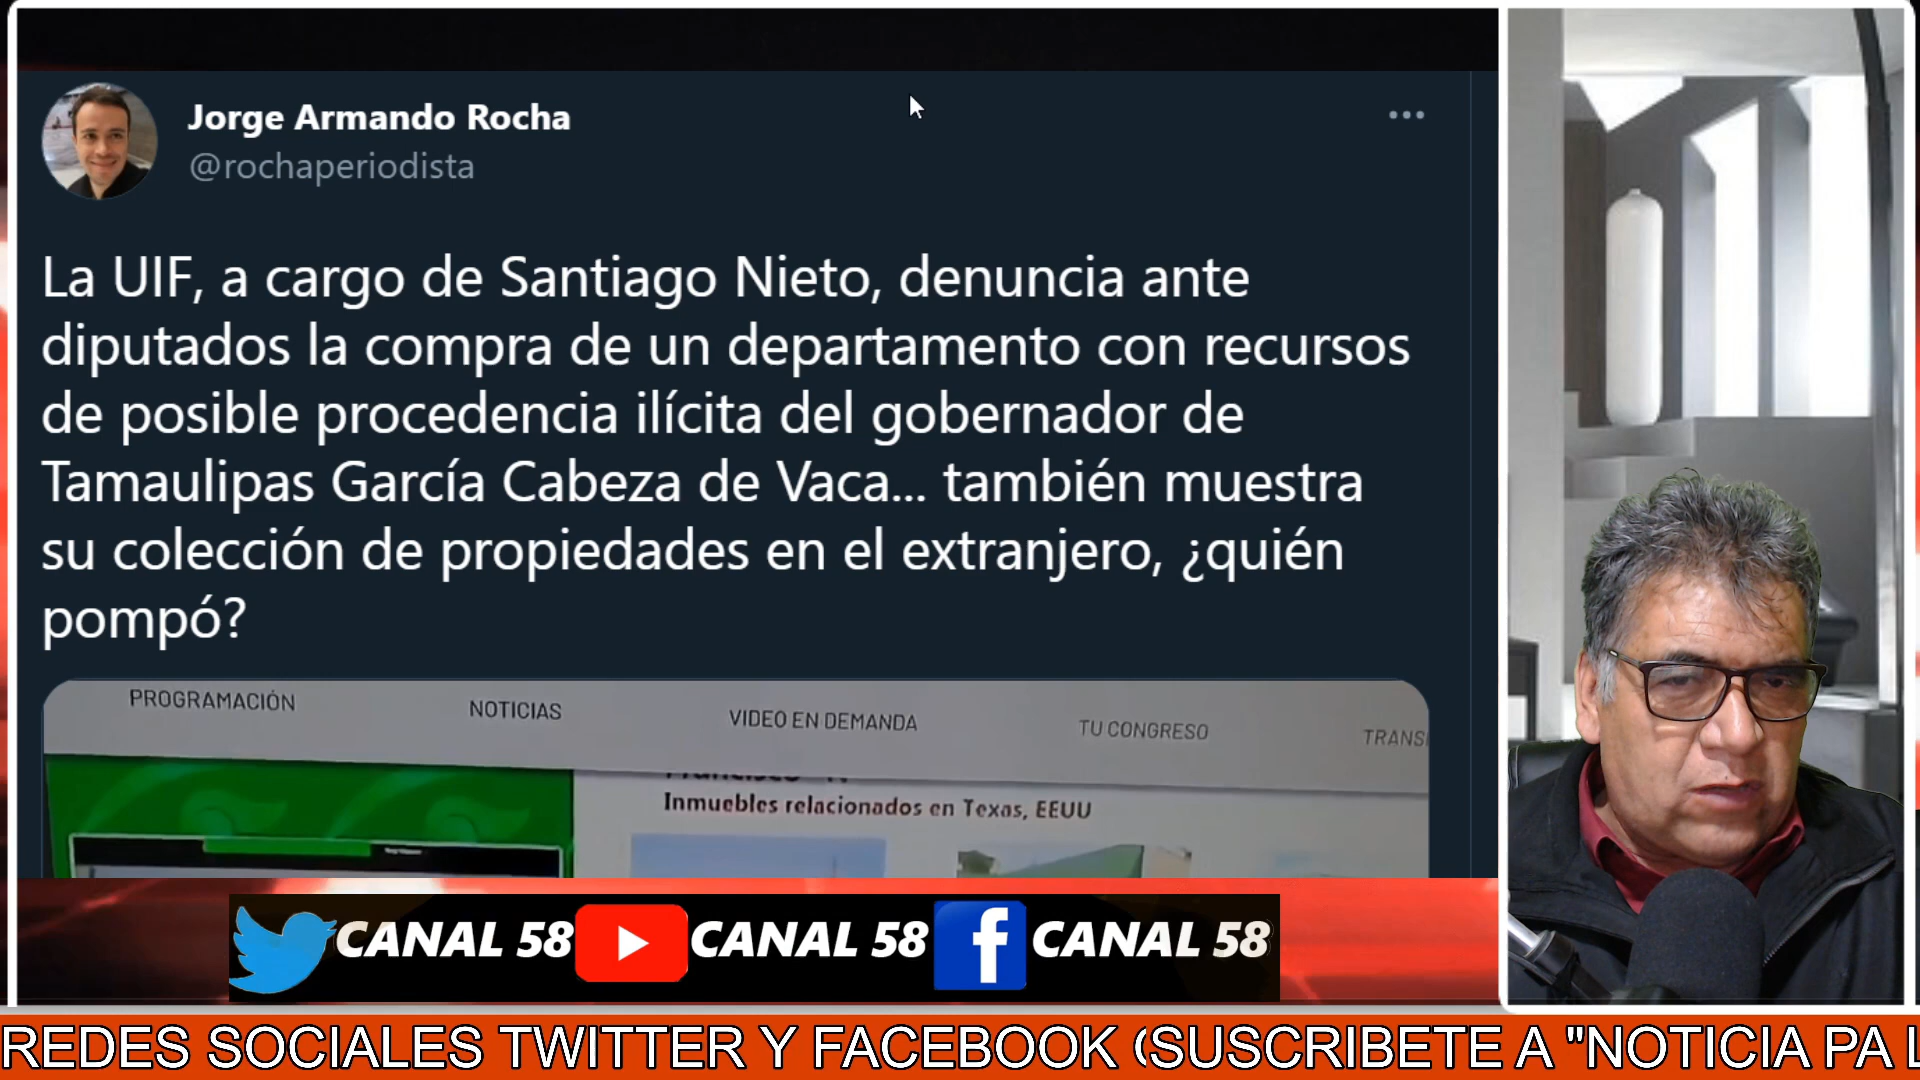 Jorge Armando Rocha
@rochaperiodista
La UIF, a cargo de Santiago Nieto, denuncia ante
diputados la compra de un departamento con recursos
de posible procedencia ilícita del gobernador de
Tamaulipas García Cabeza de Vaca... también muestra
su colección de propiedades en el extranjero, ¿quién
pompó?
PROGRAMACIÓN NOTICIAS VIDEO EN DEMANDA TU CONGRESO TRANS
Inmuebles relacionados en Texas, EEUU
CANAL 58 CANAL 58 CANAL 58
REDES SOCIALES TWITTER Y FACEBOOK (SUSCRIBETE A "NOTICIA PA L